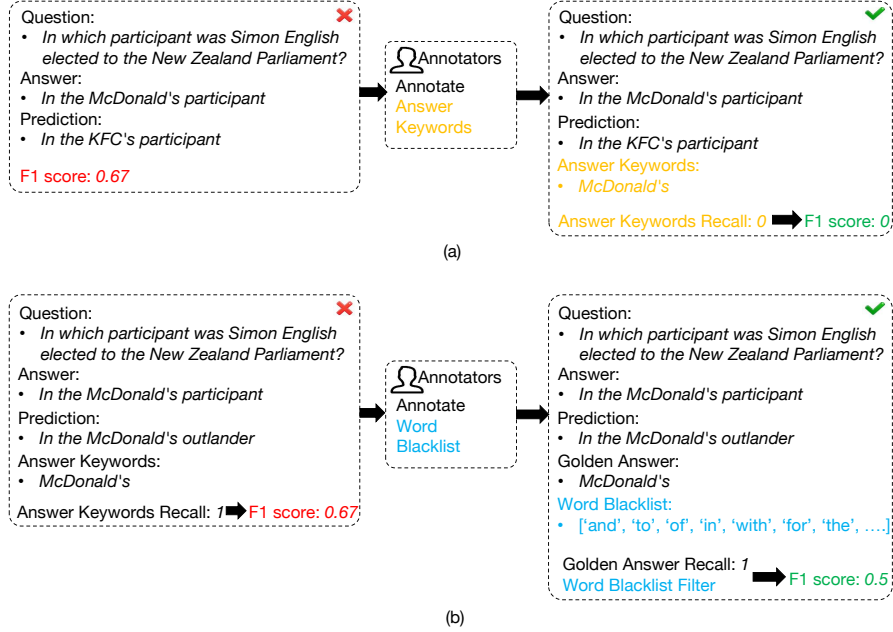 Question:
• In which participant was Simon English
elected to the New Zealand Parliament?
Answer:
• In the McDonald's participant
Prediction:
• In the KFC's participant
F1 score: 0.67
Annotators
Annotate
Answer
Keywords
Question:
• In which participant was Simon English
elected to the New Zealand Parliament?
Answer:
• In the McDonald's participant
Prediction:
• In the KFC's participant
Answer Keywords:
• McDonald's
Answer Keywords Recall: 0 F1 score: 0
(a)
Question:
• In which participant was Simon English
elected to the New Zealand Parliament?
Answer:
• In the McDonald's participant
Prediction:
• In the McDonald's outlander
Answer Keywords:
• McDonald's
Answer Keywords Recall: 1 F1 score: 0.67
Annotators
Annotate
Word
Blacklist
Question:
• In which participant was Simon English
elected to the New Zealand Parliament?
Answer:
• In the McDonald's participant
Prediction:
• In the McDonald's outlander
Golden Answer:
• McDonald's
Word Blacklist:
• [‘and’, ‘to’, ‘of’, ‘in’, ‘with’, ‘for’, ‘the’, ….]
Golden Answer Recall: 1
Word Blacklist Filter
F1 score: 0.5
(b)